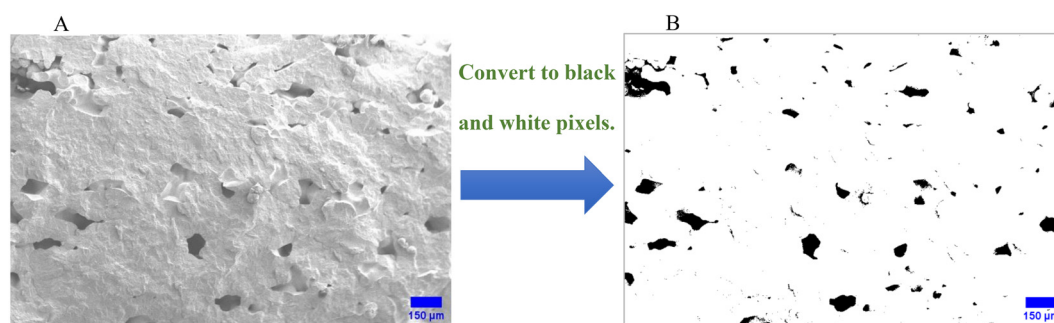 A
B
Convert to black
and white pixels.
150 μm
150 μm